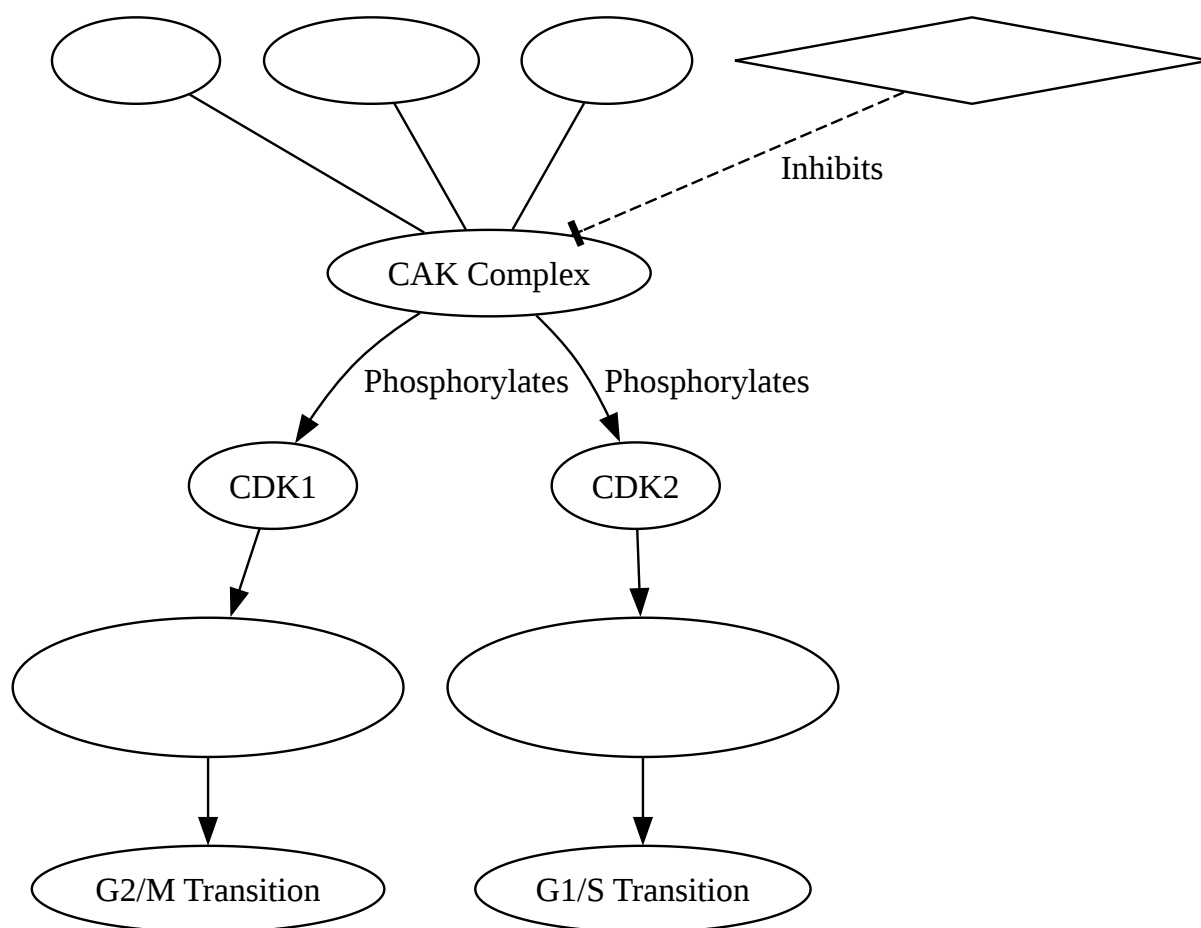 Inhibits
CAK Complex
Phosphorylates
Phosphorylates
CDK1
CDK2
G2/M Transition
G1/S Transition